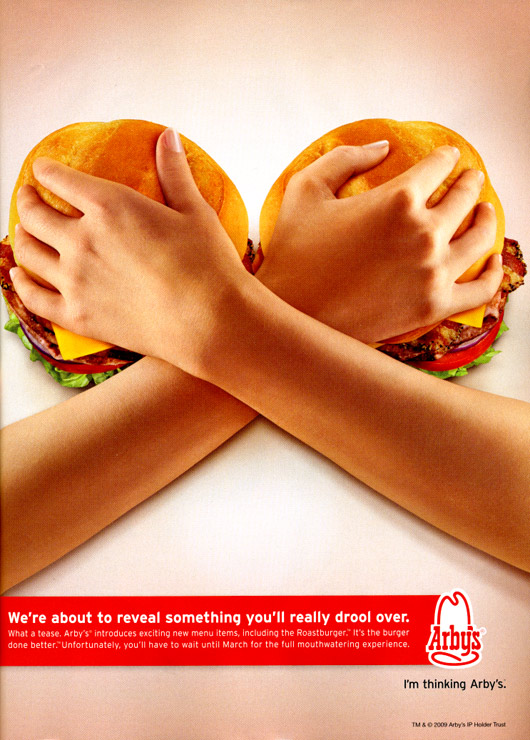 We're about to reveal something you'll really drool over.
What a tease. Arby's® introduces exciting new menu items, including the Roastburger.™ It's the burger
done better.™ Unfortunately, you'll have to wait until March for the full mouthwatering experience.
Arby's®
I'm thinking Arby's.®
TM & © 2009 Arby's IP Holder Trust